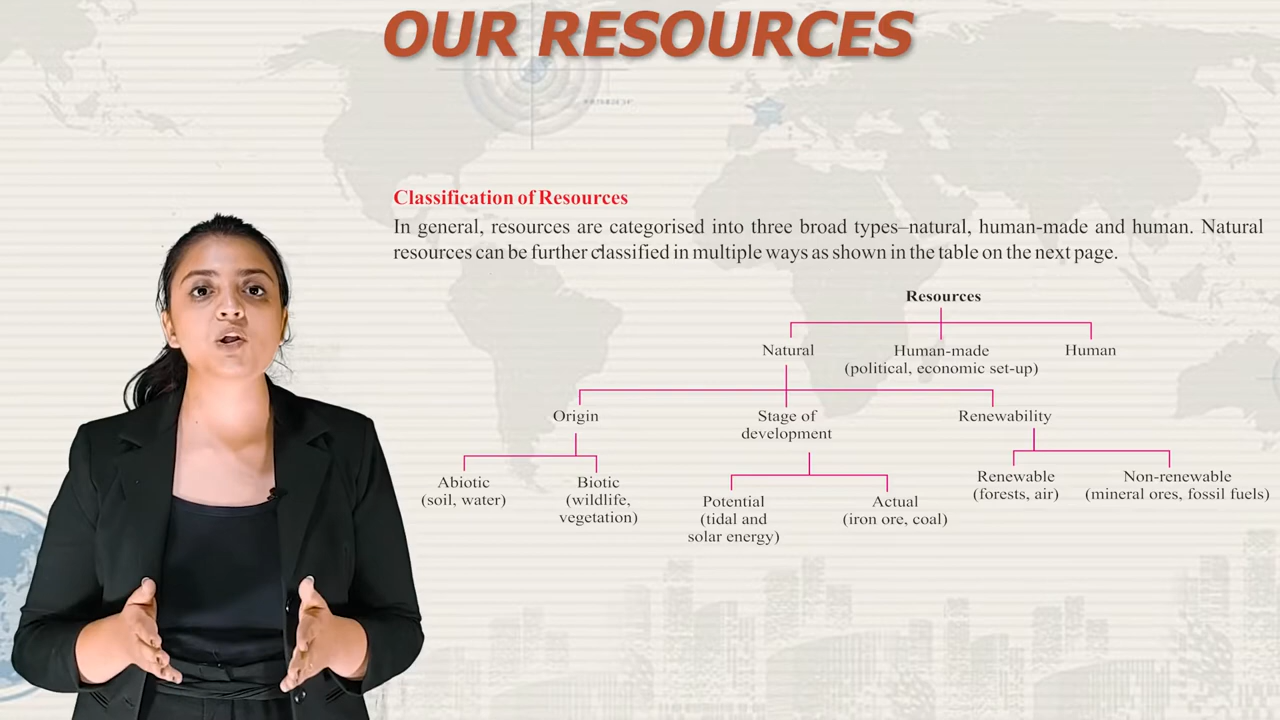 OUR RESOURCES
Classification of Resources
In general, resources are categorised into three broad types–natural, human-made and human. Natural
resources can be further classified in multiple ways as shown in the table on the next page.
Resources
Natural
Human-made
(political, economic set-up)
Human
Origin
Stage of
development
Renewability
Abiotic
(soil, water)
Biotic
(wildlife,
vegetation)
Potential
(tidal and
solar energy)
Actual
(iron ore, coal)
Renewable
(forests, air)
Non-renewable
(mineral ores, fossil fuels)